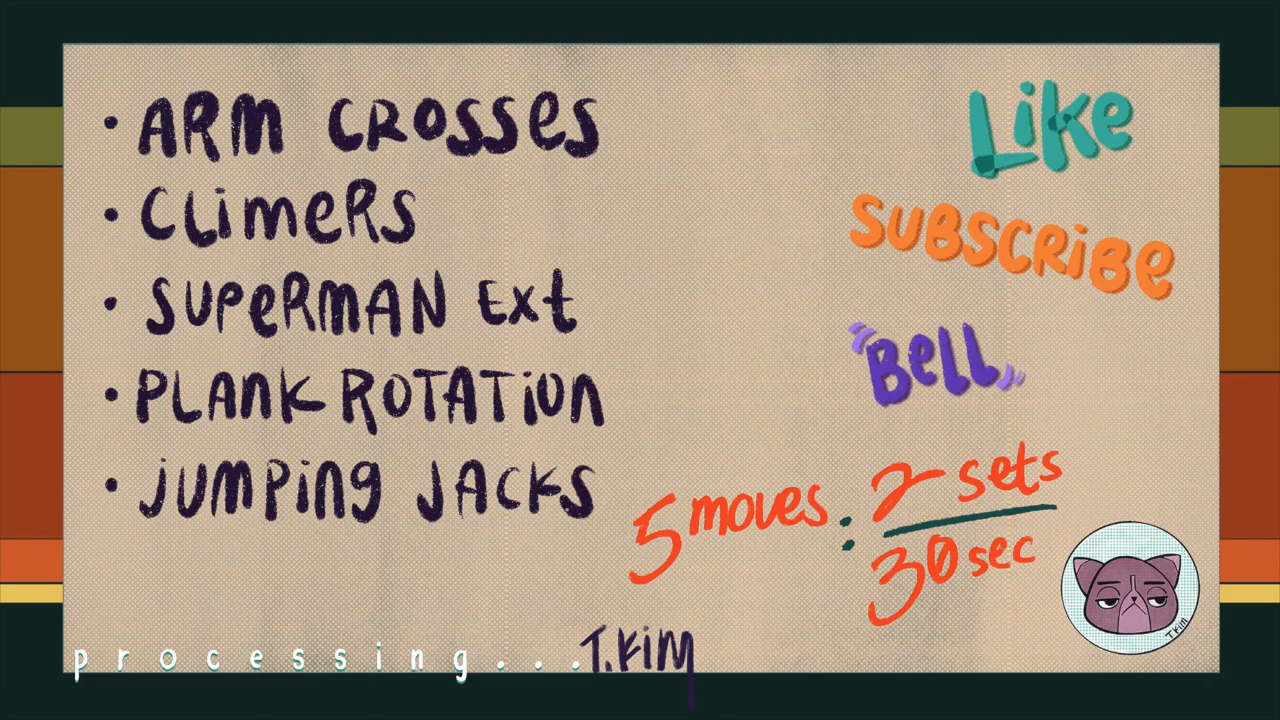 • ARM CROSSES
• CLimeRS
• SUPeRMAN Ext
• PLANK ROTATiON
• JUMPiNg JACKS
Like
SUBSCRiBe
BeLL
5 moves : 2 sets
30 sec
T.Kim
processing...T.Kim